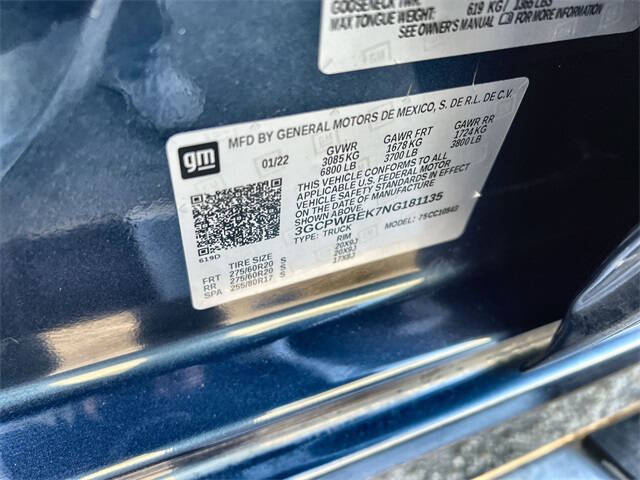 GOOSENECK TWR: 619 KG/ 1365 LBS
MAX TONGUE WEIGHT:
SEE OWNER'S MANUAL FOR MORE INFORMATION
gm
MFD BY GENERAL MOTORS DE MEXICO, S. DE R.L. DE C.V.
01/22 GVWR GAWR FRT GAWR RR
3085 KG 1678 KG 1724 KG
6800 LB 3700 LB 3800 LB
THIS VEHICLE CONFORMS TO ALL
APPLICABLE U.S. FEDERAL MOTOR
VEHICLE SAFETY STANDARDS IN EFFECT
ON THE DATE OF MANUFACTURE SHOWN ABOVE.
3GCPWBEK7NG181135
TYPE: TRUCK MODEL: 75CC10543
619D
TIRE SIZE RIM
FRT 275/60R20 S 20X9J
RR 275/60R20 S 20X9J
SPA 255/80R17 S 17X8J